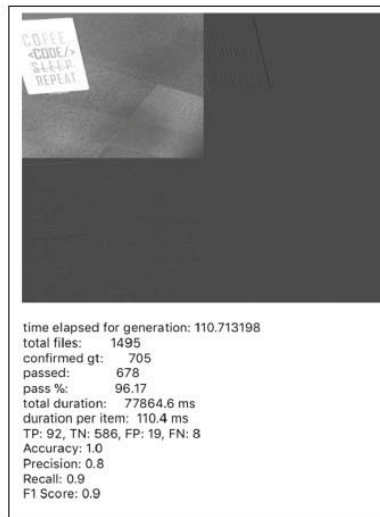 COFEE
<CODE/>
SLEEP
REPEAT
time elapsed for generation: 110.713198
total files: 1495
confirmed gt: 705
passed: 678
pass %: 96.17
total duration: 77864.6 ms
duration per item: 110.4 ms
TP: 92, TN: 586, FP: 19, FN: 8
Accuracy: 1.0
Precision: 0.8
Recall: 0.9
F1 Score: 0.9